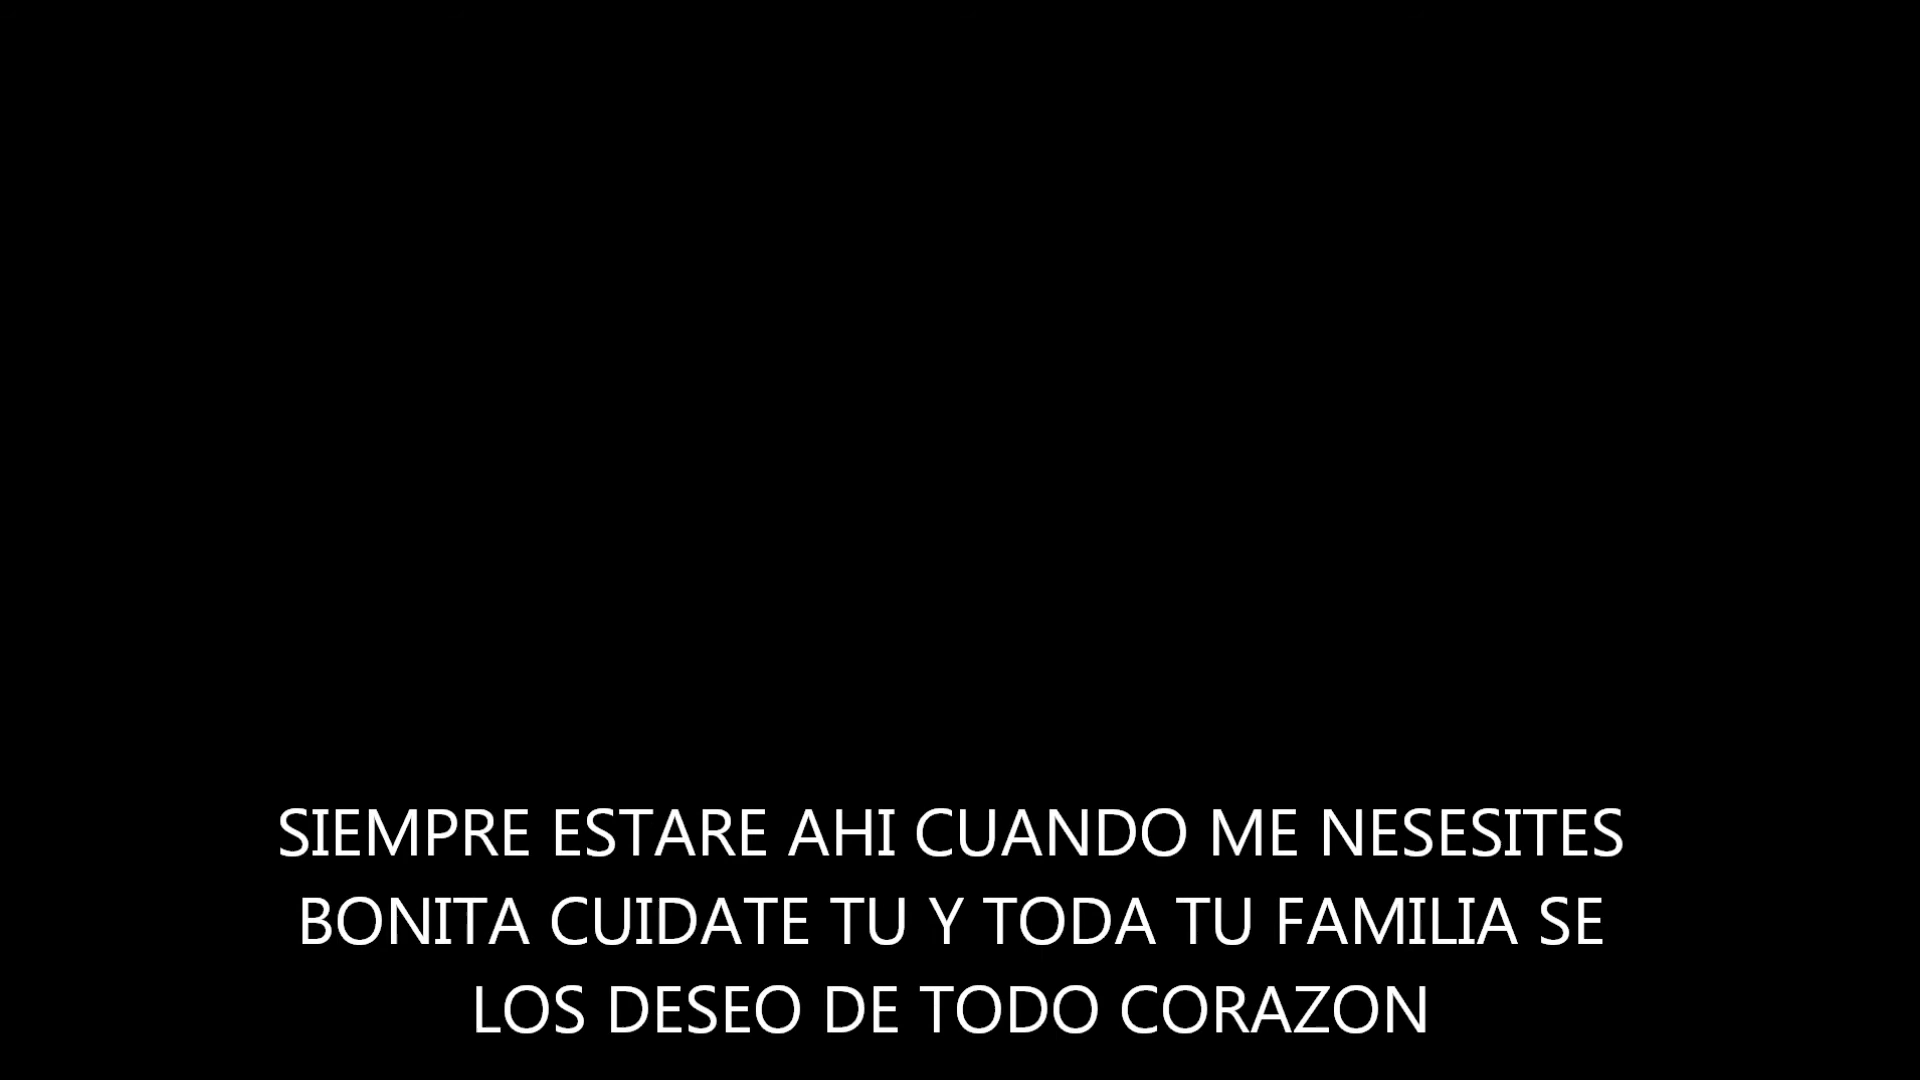 SIEMPRE ESTARE AHI CUANDO ME NESESITES
BONITA CUIDATE TU Y TODA TU FAMILIA SE
LOS DESEO DE TODO CORAZON